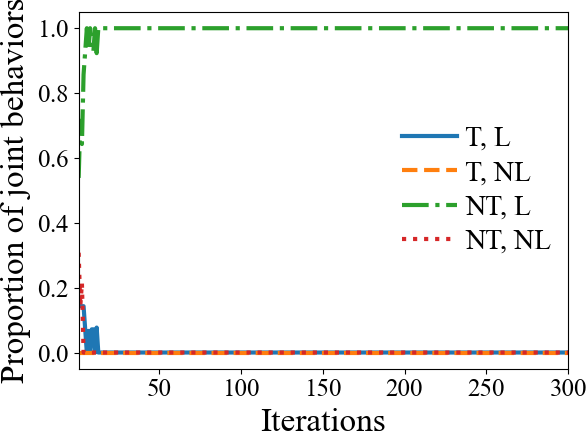 Proportion of joint behaviors
1.0
0.8
0.6
0.4
0.2
0.0
T, L
T, NL
NT, L
NT, NL
50 100 150 200 250 300
Iterations